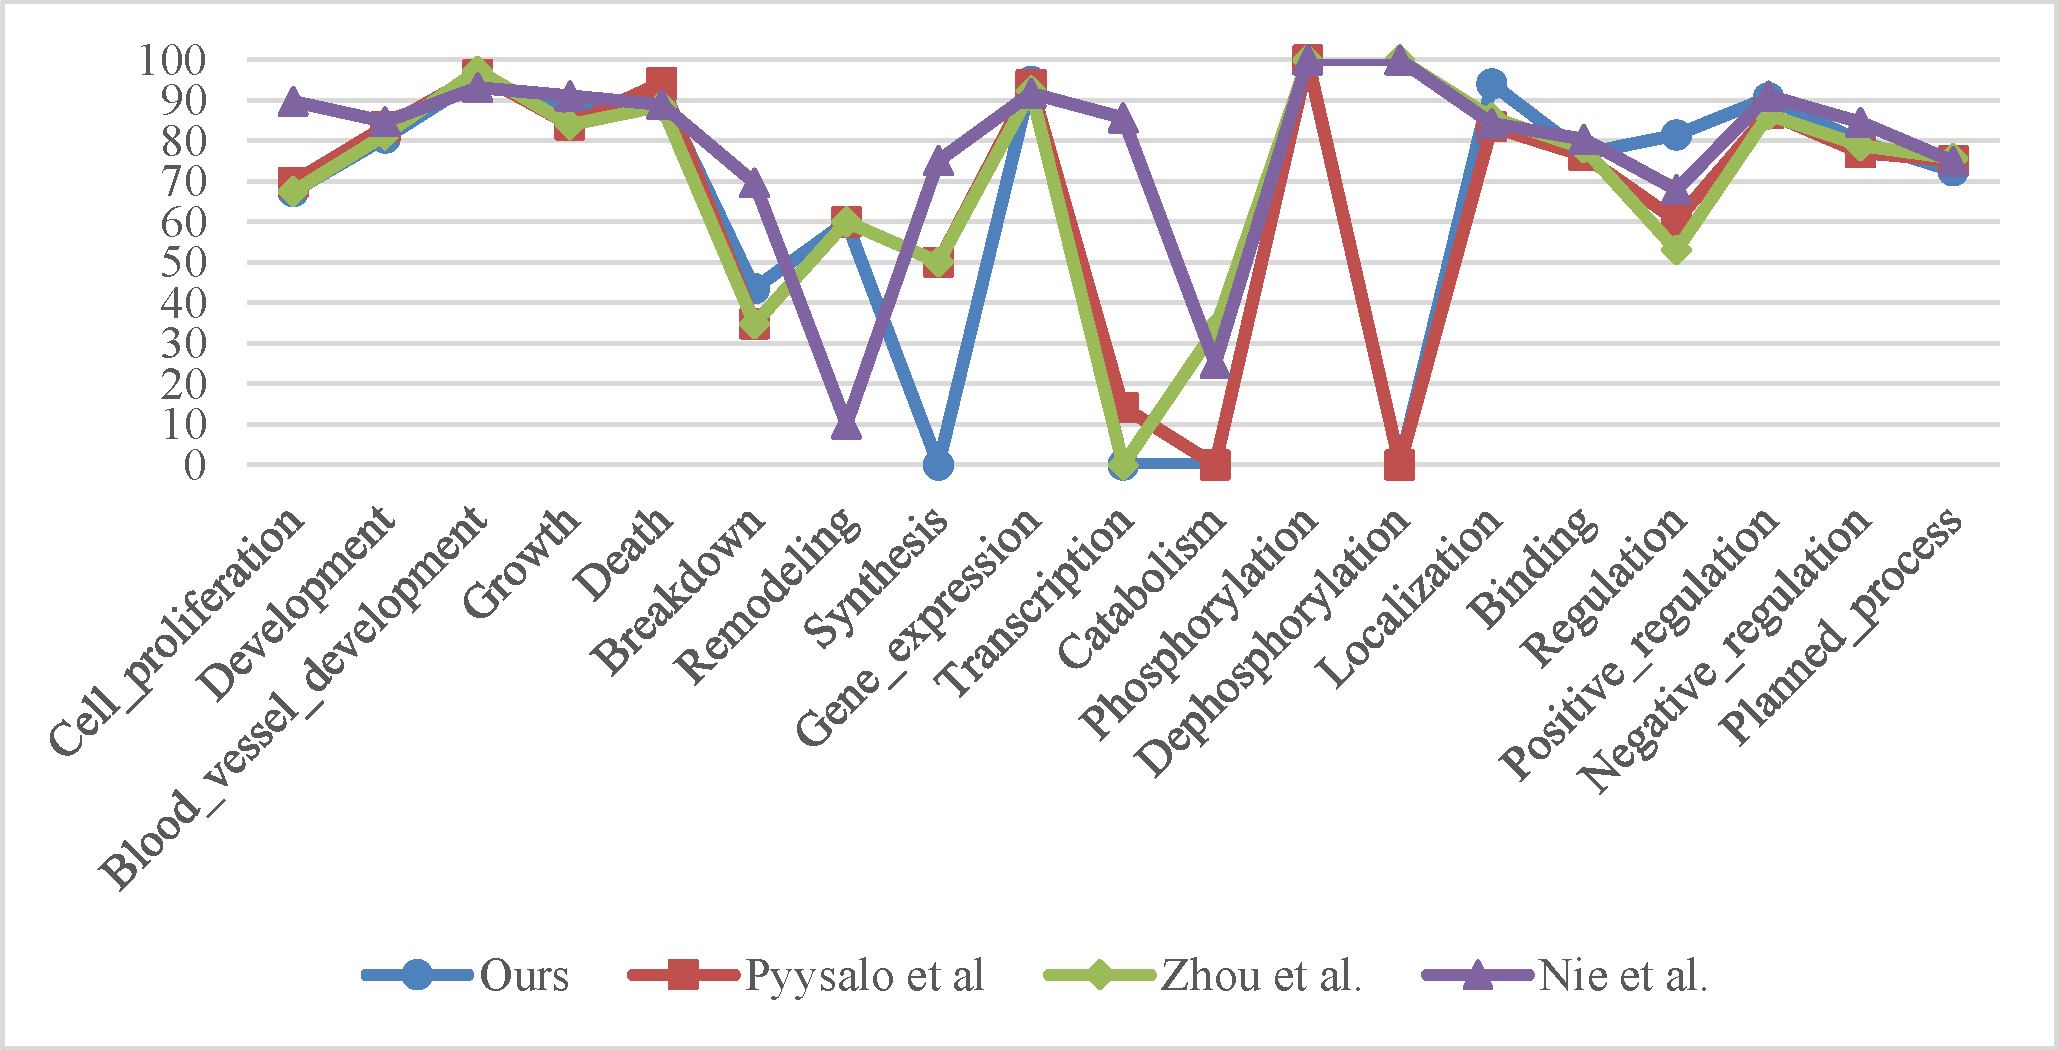 100
90
80
70
60
50
40
30
20
10
0
Cell_proliferation
Development
Blood_vessel_development
Growth
Death
Breakdown
Remodeling
Synthesis
Gene_expression
Transcription
Catabolism
Phosphorylation
Dephosphorylation
Localization
Binding
Regulation
Positive_regulation
Negative_regulation
Planned_process
Ours Pyysalo et al Zhou et al. Nie et al.